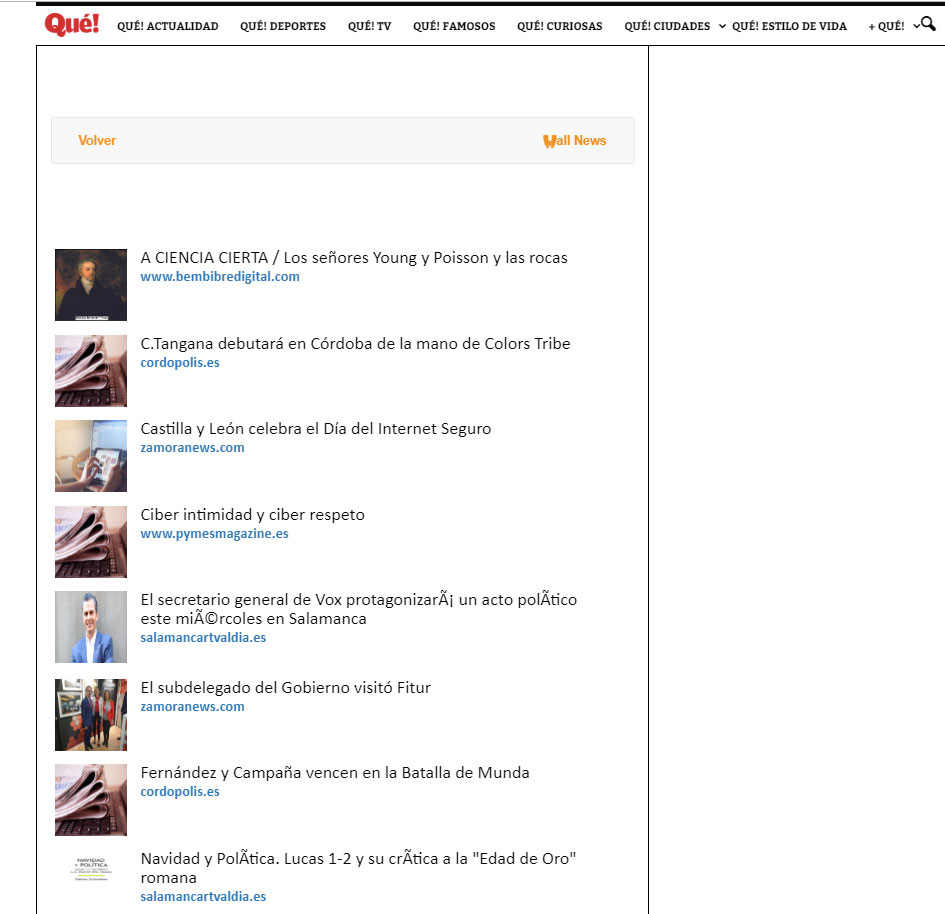 Qué!
QUÉ! ACTUALIDAD QUÉ! DEPORTES QUÉ! TV QUÉ! FAMOSOS QUÉ! CURIOSAS QUÉ! CIUDADES QUÉ! ESTILO DE VIDA + QUÉ!
Volver Wall News
A CIENCIA CIERTA / Los señores Young y Poisson y las rocas
www.bembibredigital.com
C.Tangana debutará en Córdoba de la mano de Colors Tribe
cordopolis.es
Castilla y León celebra el Día del Internet Seguro
zamoranews.com
Ciber intimidad y ciber respeto
www.pymesmagazine.es
El secretario general de Vox protagonizarÃ¡ un acto polÃtico
este miÃ©rcoles en Salamanca
salamancartvaldia.es
El subdelegado del Gobierno visitó Fitur
zamoranews.com
Fernández y Campaña vencen en la Batalla de Munda
cordopolis.es
NAVIDAD
Y POLÍTICA
Navidad y PolÃtica. Lucas 1-2 y su crÃtica a la "Edad de Oro"
romana
salamancartvaldia.es